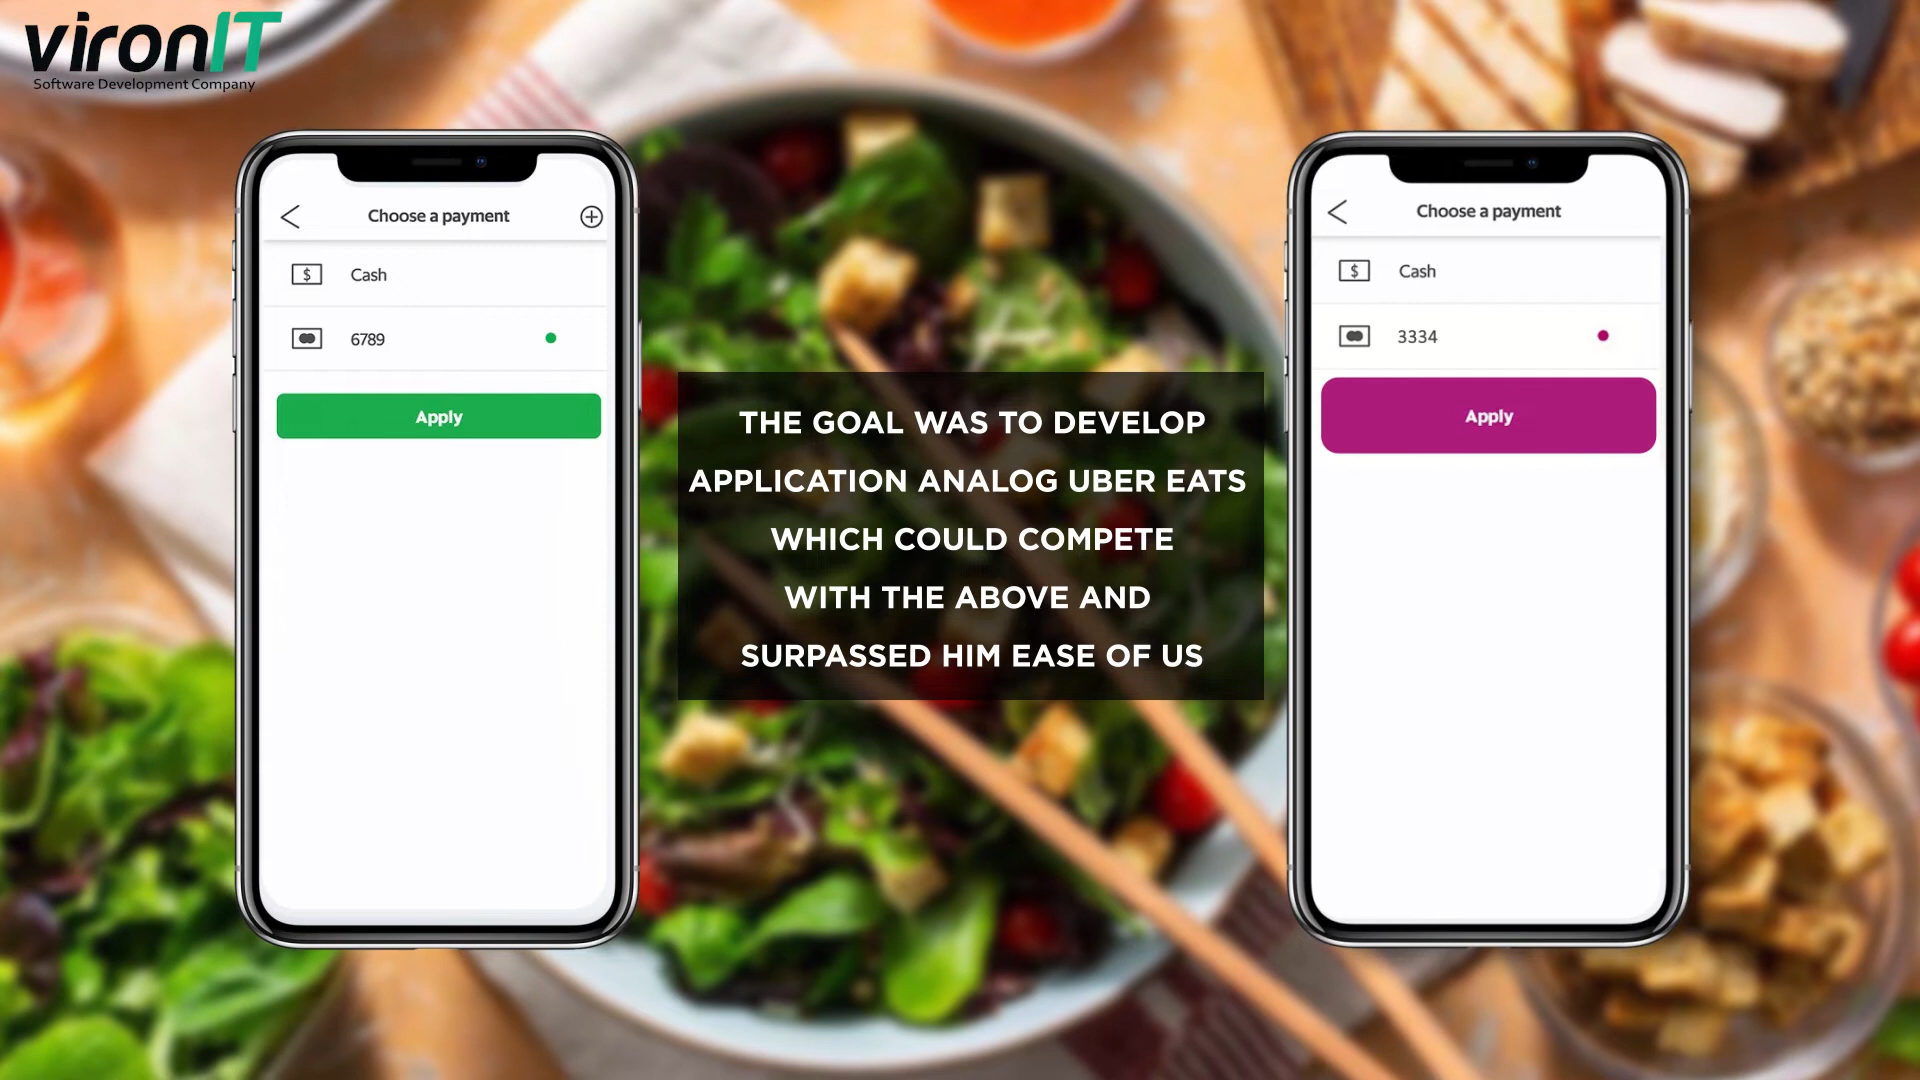 vironIT
Software Development Company
Choose a payment
$ Cash
6789
Apply
THE GOAL WAS TO DEVELOP
APPLICATION ANALOG UBER EATS
WHICH COULD COMPETE
WITH THE ABOVE AND
SURPASSED HIM EASE OF US
Choose a payment
$ Cash
3334
Apply